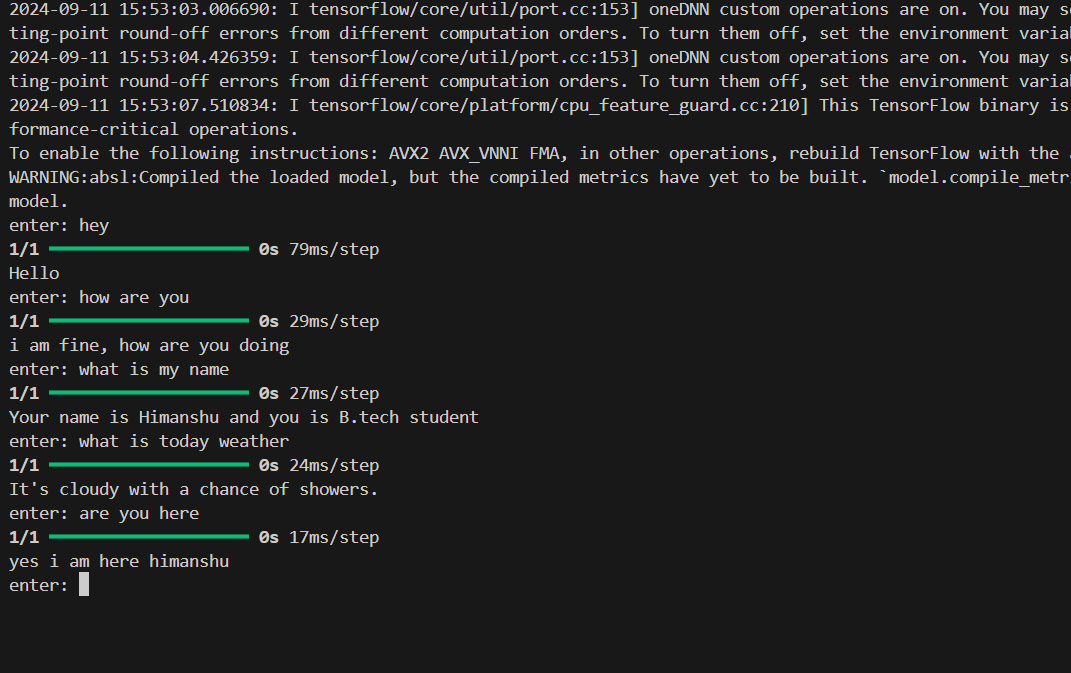 2024-09-11 15:53:03.006690: I tensorflow/core/util/port.cc:153] oneDNN custom operations are on. You may
ting-point round-off errors from different computation orders. To turn them off, set the environment
2024-09-11 15:53:04.426359: I tensorflow/core/util/port.cc:153] oneDNN custom operations are on. You may
ting-point round-off errors from different computation orders. To turn them off, set the environment
2024-09-11 15:53:07.510834: I tensorflow/core/platform/cpu_feature_guard.cc:210] This TensorFlow binary is
formance-critical operations.
To enable the following instructions: AVX2 AVX_VNNI FMA, in other operations, rebuild TensorFlow with the
WARNING:absl:Compiled the loaded model, but the compiled metrics have yet to be built. `model.compile_metr
model.
enter: hey
1/1 0s 79ms/step
Hello
enter: how are you
1/1 0s 29ms/step
i am fine, how are you doing
enter: what is my name
1/1 0s 27ms/step
Your name is Himanshu and you is B.tech student
enter: what is today weather
1/1 0s 24ms/step
It's cloudy with a chance of showers.
enter: are you here
1/1 0s 17ms/step
yes i am here himanshu
enter: